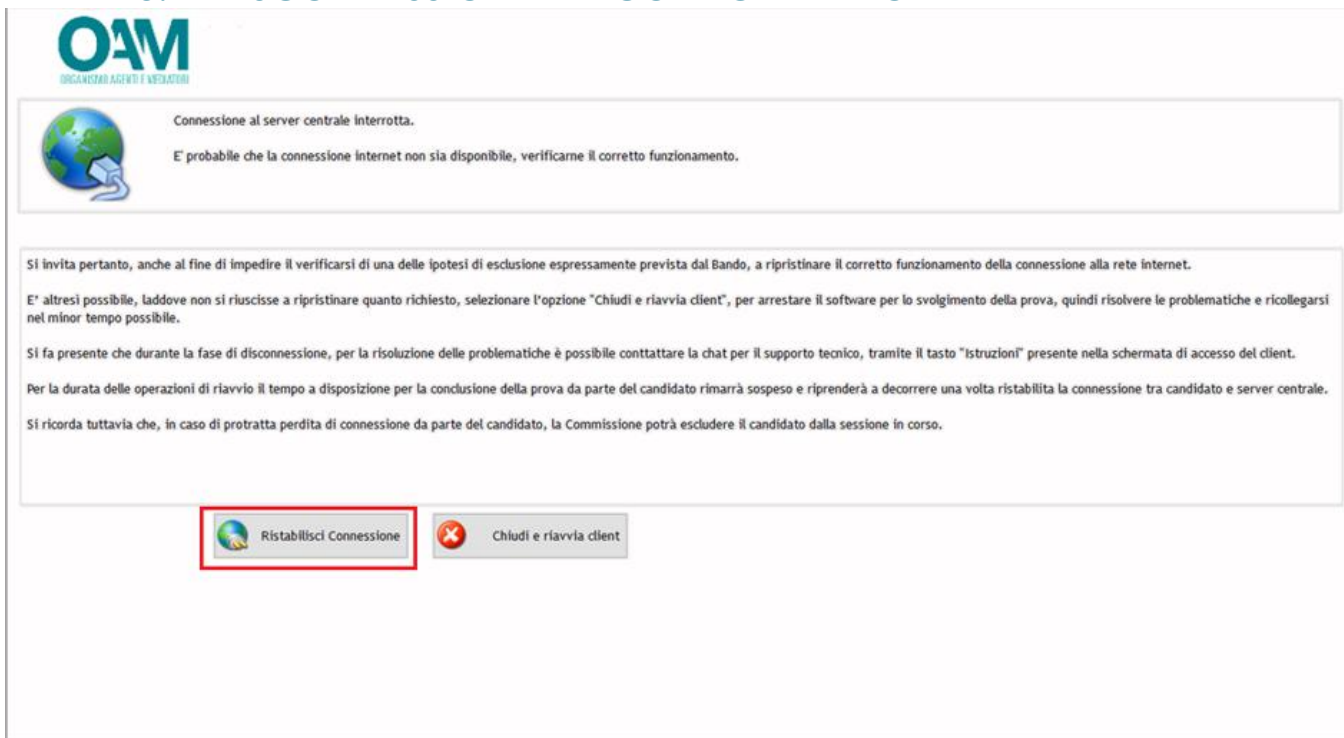 OAM
ORGANISMO AGENTI E MEDIATORI
Connessione al server centrale interrotta.
E' probabile che la connessione internet non sia disponibile, verificarne il corretto funzionamento.
Si invita pertanto, anche al fine di impedire il verificarsi di una delle ipotesi di esclusione espressamente prevista dal Bando, a ripristinare il corretto funzionamento della connessione alla rete internet.
E' altresì possibile, laddove non si riuscisse a ripristinare quanto richiesto, selezionare l'opzione "Chiudi e riavvia client", per arrestare il software per lo svolgimento della prova, quindi risolvere le problematiche e ricollegarsi
nel minor tempo possibile.
Si fa presente che durante la fase di disconnessione, per la risoluzione delle problematiche è possibile conttattare la chat per il supporto tecnico, tramite il tasto "Istruzioni" presente nella schermata di accesso del client.
Per la durata delle operazioni di riavvio il tempo a disposizione per la conclusione della prova da parte del candidato rimarrà sospeso e riprenderà a decorrere una volta ristabilita la connessione tra candidato e server centrale.
Si ricorda tuttavia che, in caso di protratta perdita di connessione da parte del candidato, la Commissione potrà escludere il candidato dalla sessione in corso.
Ristabilisci Connessione
Chiudi e riavvia client